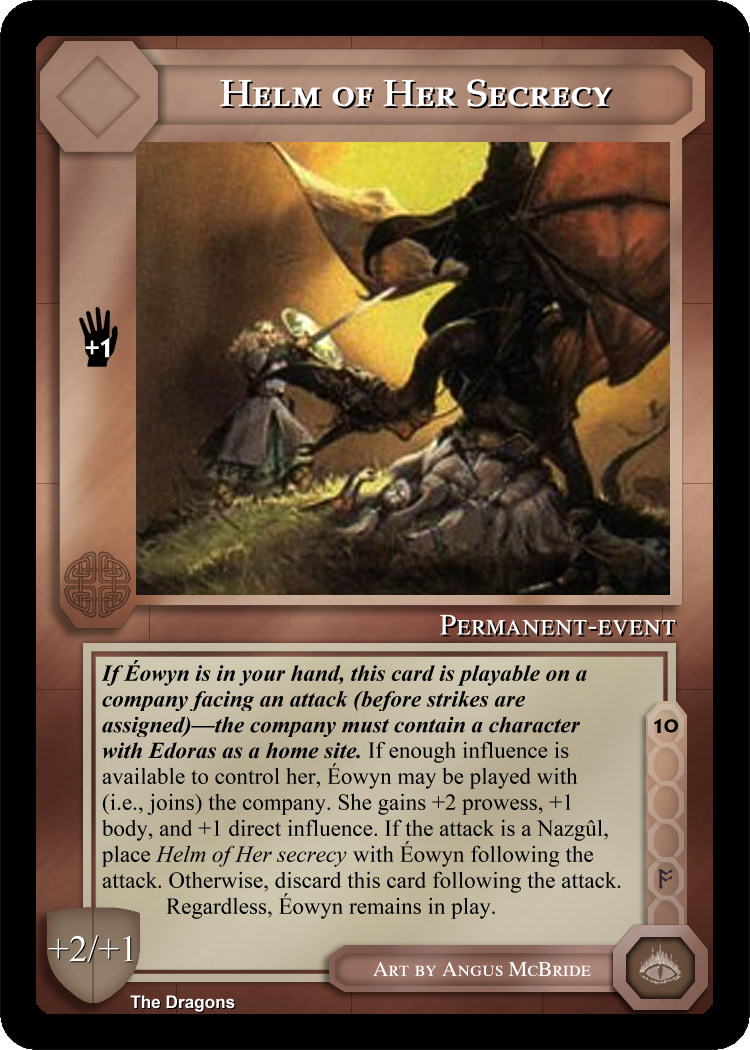 Helm of Her Secrecy
+1
Permanent-event
If Éowyn is in your hand, this card is playable on a
company facing an attack (before strikes are
assigned)—the company must contain a character
with Edoras as a home site. If enough influence is
available to control her, Éowyn may be played with
(i.e., joins) the company. She gains +2 prowess, +1
body, and +1 direct influence. If the attack is a Nazgûl,
place Helm of Her secrecy with Éowyn following the
attack. Otherwise, discard this card following the attack.
Regardless, Éowyn remains in play.
10
ᚩ
+2/+1
Art by Angus McBride
The Dragons